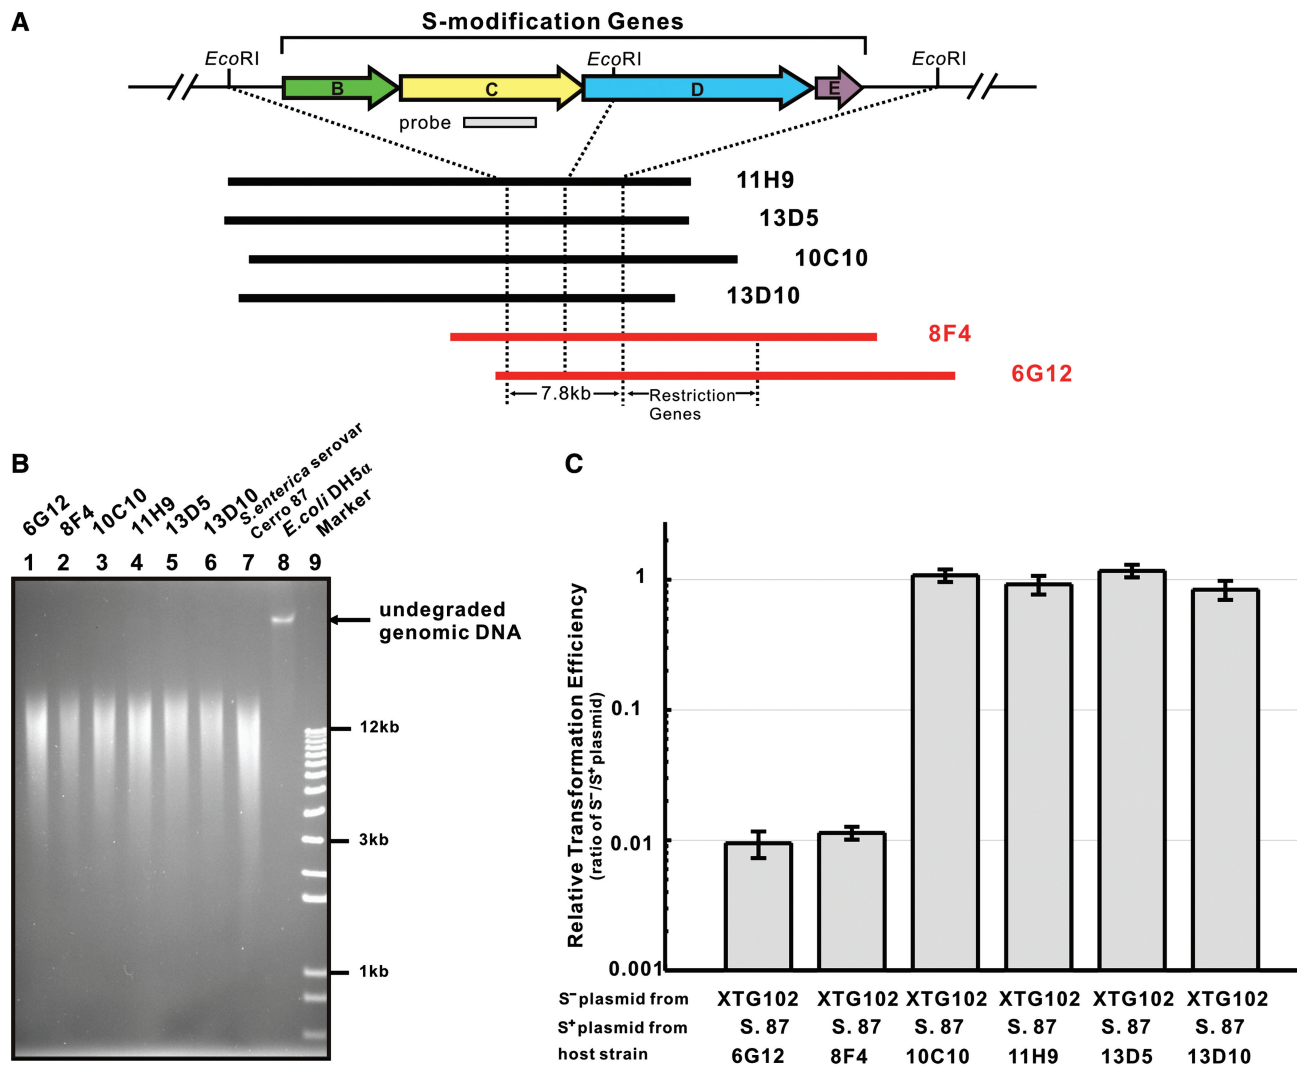 A
S-modification Genes
EcoRI
EcoRI
EcoRI
B
C
D
E
probe
11H9
13D5
10C10
13D10
8F4
6G12
7.8kb
Restriction
Genes
B
6G12
8F4
10C10
11H9
13D5
13D10
S.enterica serovar
Cerro 87
E.coli DH5α
Marker
1 2 3 4 5 6 7 8 9
undegraded
genomic DNA
12kb
3kb
1kb
C
Relative Transformation Efficiency
(ratio of S⁻/S⁺plasmid)
1
0.1
0.01
0.001
S⁻plasmid from XTG102 XTG102 XTG102 XTG102 XTG102 XTG102
S⁺plasmid from S. 87 S. 87 S. 87 S. 87 S. 87 S. 87
host strain 6G12 8F4 10C10 11H9 13D5 13D10